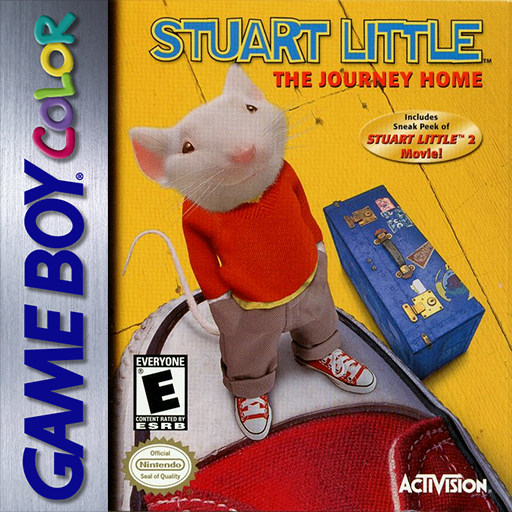 GAME BOY COLOR
STUART LITTLE™
THE JOURNEY HOME
Includes
Sneak Peek of
STUART LITTLE™ 2
Movie!
EVERYONE
E
®
CONTENT RATED BY
ESRB
Official
Nintendo
Seal of Quality
ACTIVISION